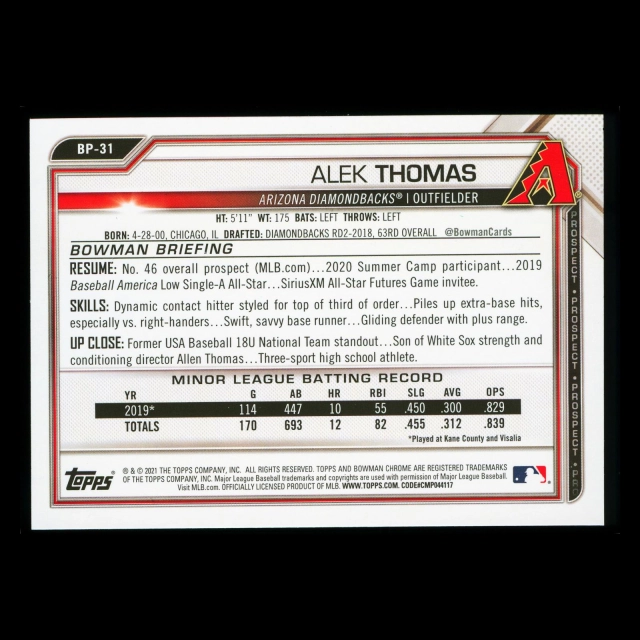 BP-31
ALEK THOMAS
ARIZONA DIAMONDBACKS® | OUTFIELDER
HT: 5'11" WT: 175 BATS: LEFT THROWS: LEFT
BORN: 4-28-00, CHICAGO, IL DRAFTED: DIAMONDBACKS RD2-2018, 63RD OVERALL @BowmanCards
BOWMAN BRIEFING
RESUME: No. 46 overall prospect (MLB.com)...2020 Summer Camp participant...2019
Baseball America Low Single-A All-Star...SiriusXM All-Star Futures Game invitee.
SKILLS: Dynamic contact hitter styled for top of third of order...Piles up extra-base hits,
especially vs. right-handers...Swift, savvy base runner...Gliding defender with plus range.
UP CLOSE: Former USA Baseball 18U National Team standout...Son of White Sox strength and
conditioning director Allen Thomas...Three-sport high school athlete.
MINOR LEAGUE BATTING RECORD
YR G AB HR RBI SLG AVG OPS
2019* 114 447 10 55 .450 .300 .829
TOTALS 170 693 12 82 .455 .312 .839
*Played at Kane County and Visalia
Topps® ® & © 2021 THE TOPPS COMPANY, INC. ALL RIGHTS RESERVED. TOPPS AND BOWMAN CHROME ARE REGISTERED TRADEMARKS
OF THE TOPPS COMPANY, INC. Major League Baseball trademarks and copyrights are used with permission of Major League Baseball.
Visit MLB.com. OFFICIALLY LICENSED PRODUCT OF MLB. WWW.TOPPS.COM. CODE#CMP044117
PROSPECT • PROSPECT • PROSPECT • PROSPECT • PR